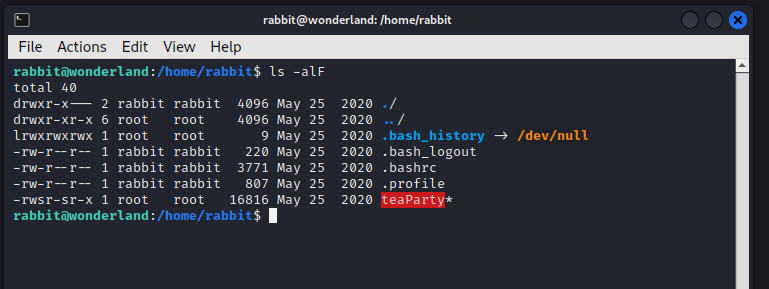 rabbit@wonderland: /home/rabbit
File Actions Edit View Help
rabbit@wonderland:/home/rabbit$ ls -alF
total 40
drwxr-x--- 2 rabbit rabbit  4096 May 25  2020 ./
drwxr-xr-x 6 root   root    4096 May 25  2020 ../
lrwxrwxrwx 1 root   root       9 May 25  2020 .bash_history -> /dev/null
-rw-r--r-- 1 rabbit rabbit   220 May 25  2020 .bash_logout
-rw-r--r-- 1 rabbit rabbit  3771 May 25  2020 .bashrc
-rw-r--r-- 1 rabbit rabbit   807 May 25  2020 .profile
-rwsr-sr-x 1 root   root   16816 May 25  2020 teaParty*
rabbit@wonderland:/home/rabbit$